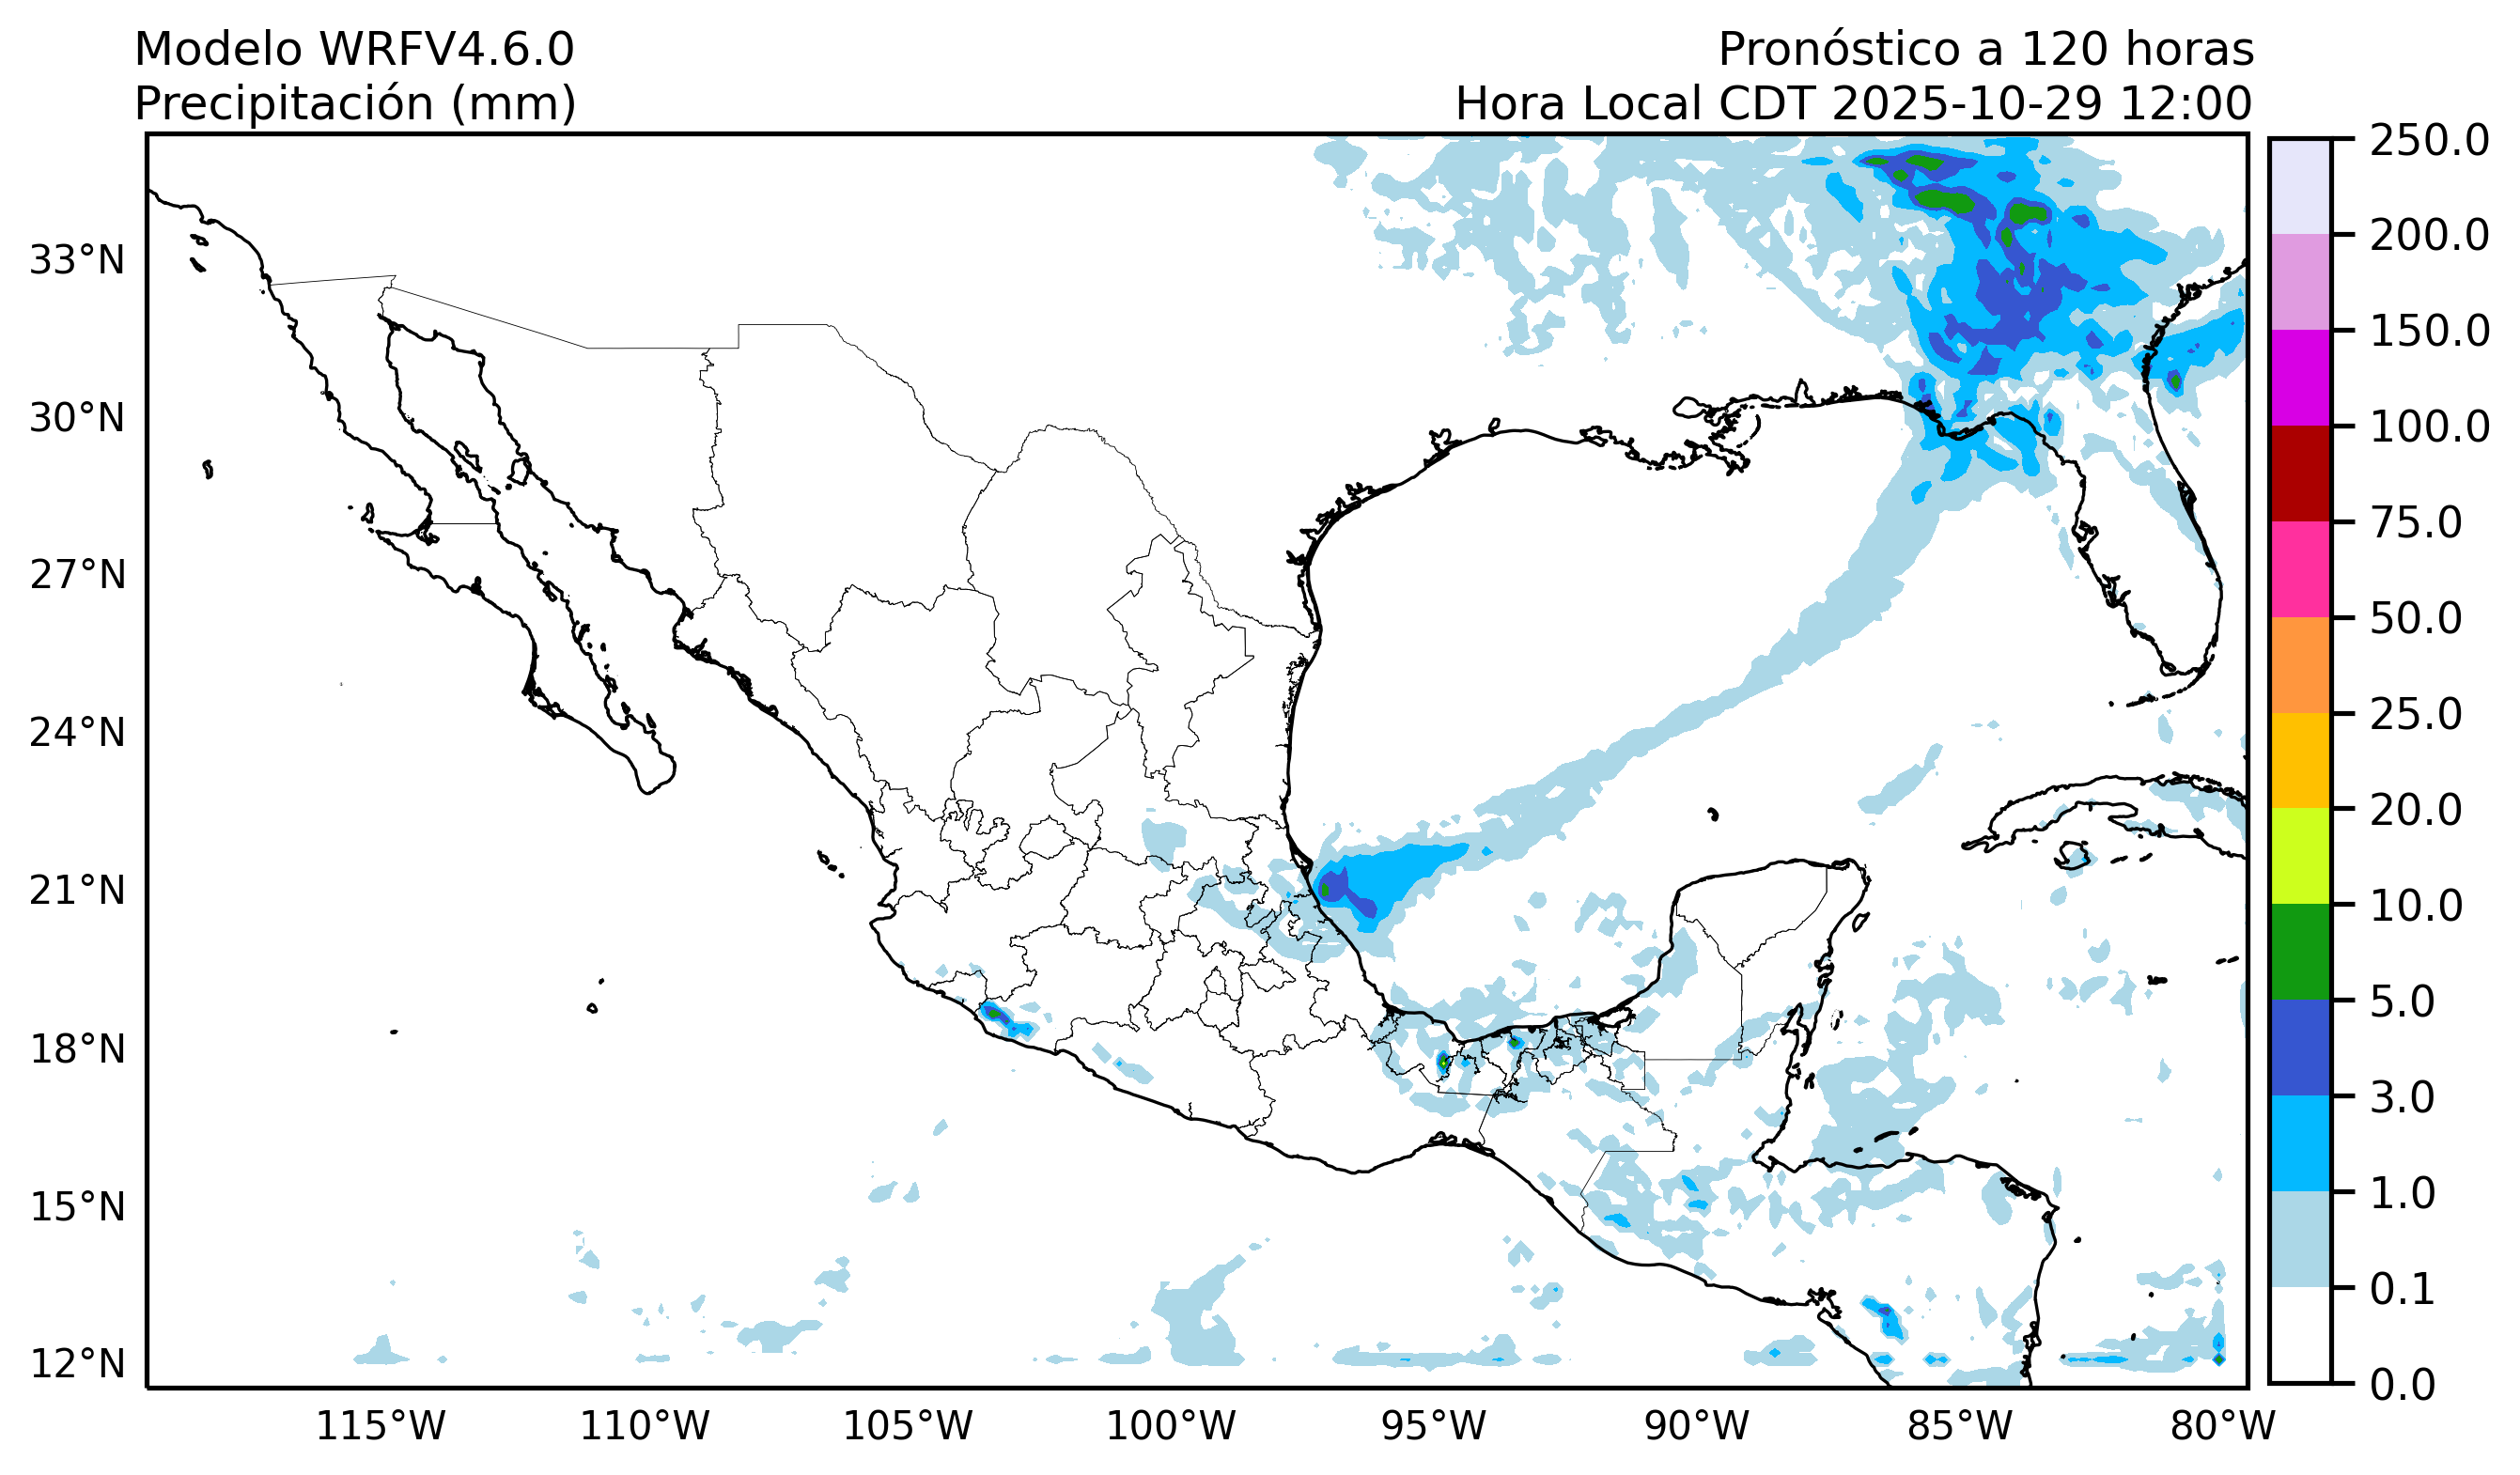 Modelo WRFV4.6.0
Precipitación (mm)
Pronóstico a 120 horas
Hora Local CDT 2025-10-29 12:00
33°N
30°N
27°N
24°N
21°N
18°N
15°N
12°N
115°W
110°W
105°W
100°W
95°W
90°W
85°W
80°W
250.0
200.0
150.0
100.0
75.0
50.0
25.0
20.0
10.0
5.0
3.0
1.0
0.1
0.0